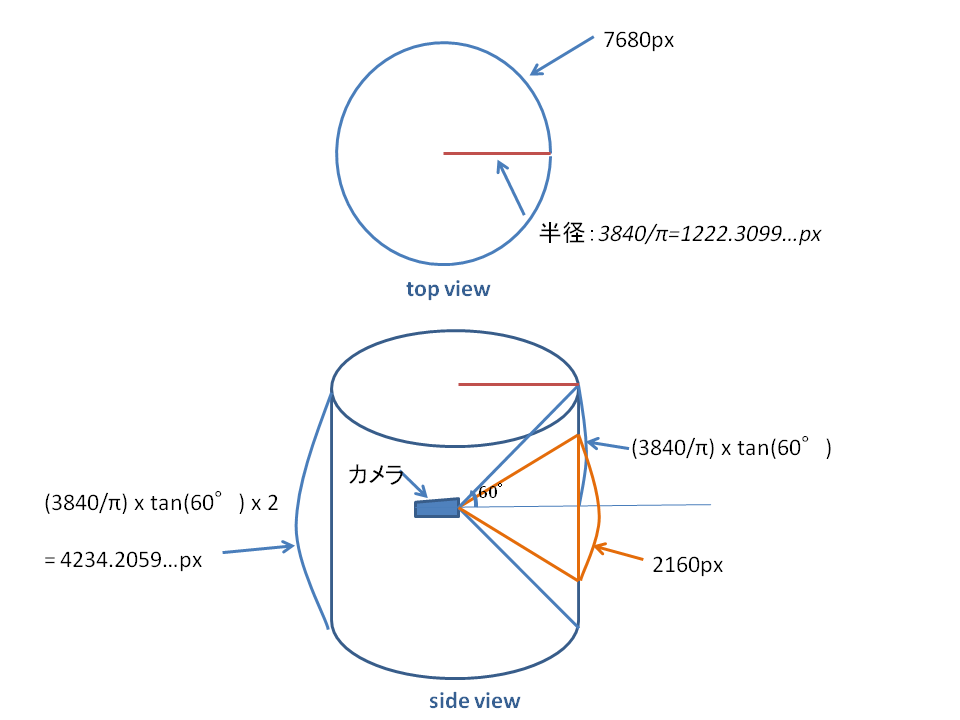 7680px
半径：3840/π=1222.3099...px
top view
(3840/π) x tan(60°)
カメラ
60°
(3840/π) x tan(60°) x 2
= 4234.2059...px
2160px
side view